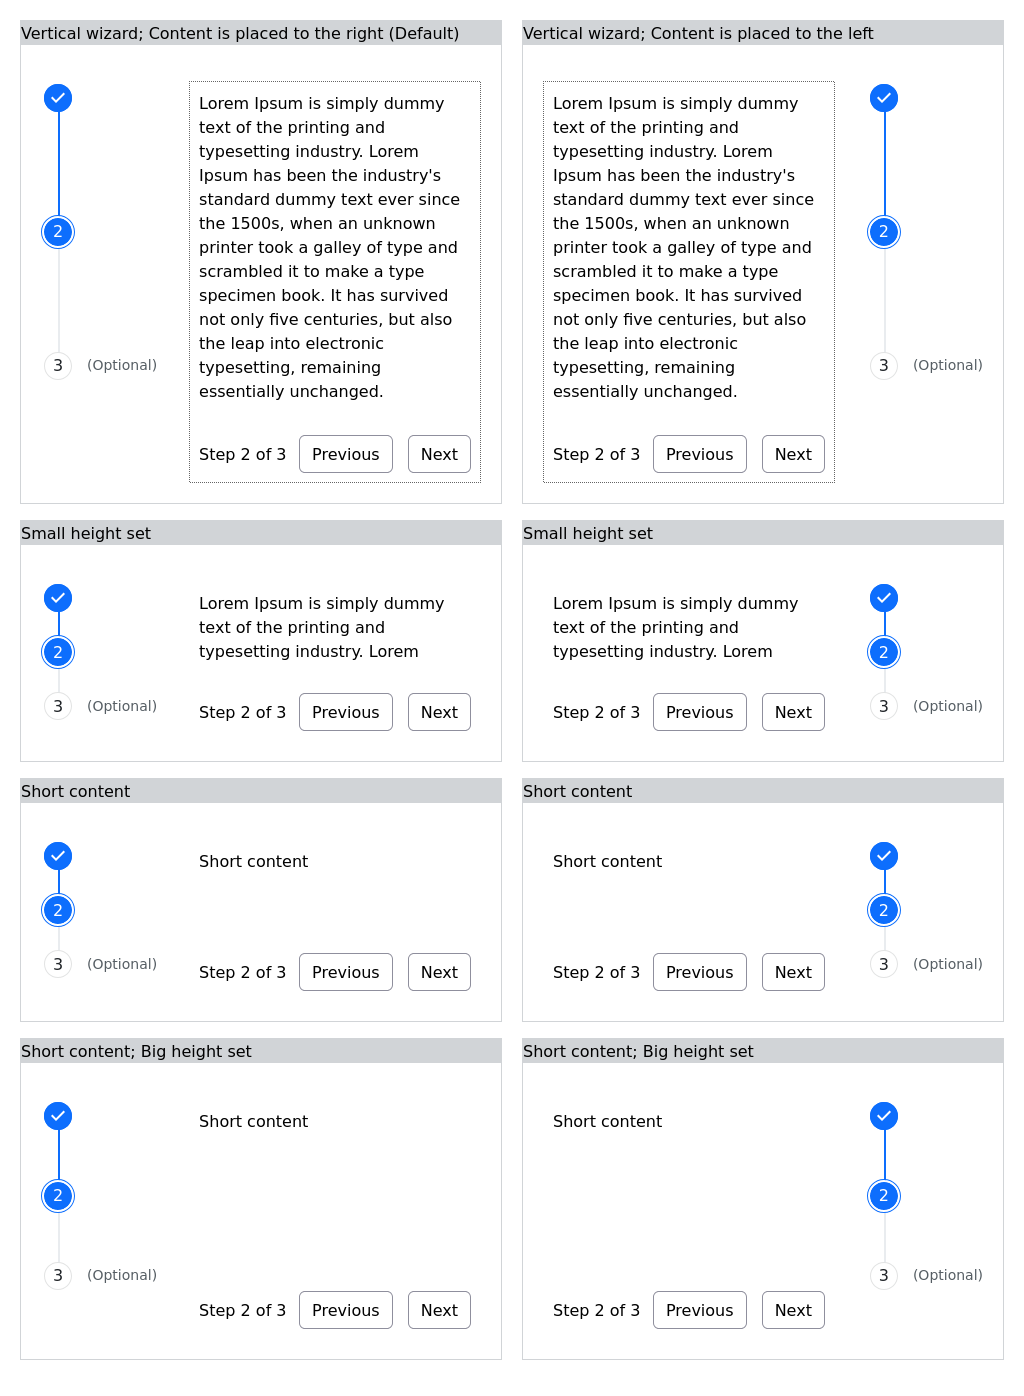 Vertical wizard; Content is placed to the right (Default)
Lorem Ipsum is simply dummy
text of the printing and
typesetting industry. Lorem
Ipsum has been the industry's
standard dummy text ever since
2
the 1500s, when an unknown
printer took a galley of type and
scrambled it to make a type
specimen book. It has survived
not only five centuries, but also
the leap into electronic
3 (Optional)
typesetting, remaining
essentially unchanged.
Step 2 of 3 Previous Next
Vertical wizard; Content is placed to the left
Lorem Ipsum is simply dummy
text of the printing and
typesetting industry. Lorem
Ipsum has been the industry's
standard dummy text ever since
the 1500s, when an unknown
2
printer took a galley of type and
scrambled it to make a type
specimen book. It has survived
not only five centuries, but also
the leap into electronic
typesetting, remaining
3 (Optional)
essentially unchanged.
Step 2 of 3 Previous Next
Small height set
Lorem Ipsum is simply dummy
text of the printing and
typesetting industry. Lorem
2
3 (Optional)
Step 2 of 3 Previous Next
Small height set
Lorem Ipsum is simply dummy
text of the printing and
typesetting industry. Lorem
2
3 (Optional)
Step 2 of 3 Previous Next
Short content
Short content
2
3 (Optional)
Step 2 of 3 Previous Next
Short content
Short content
2
3 (Optional)
Step 2 of 3 Previous Next
Short content; Big height set
Short content
2
3 (Optional)
Step 2 of 3 Previous Next
Short content; Big height set
Short content
2
3 (Optional)
Step 2 of 3 Previous Next